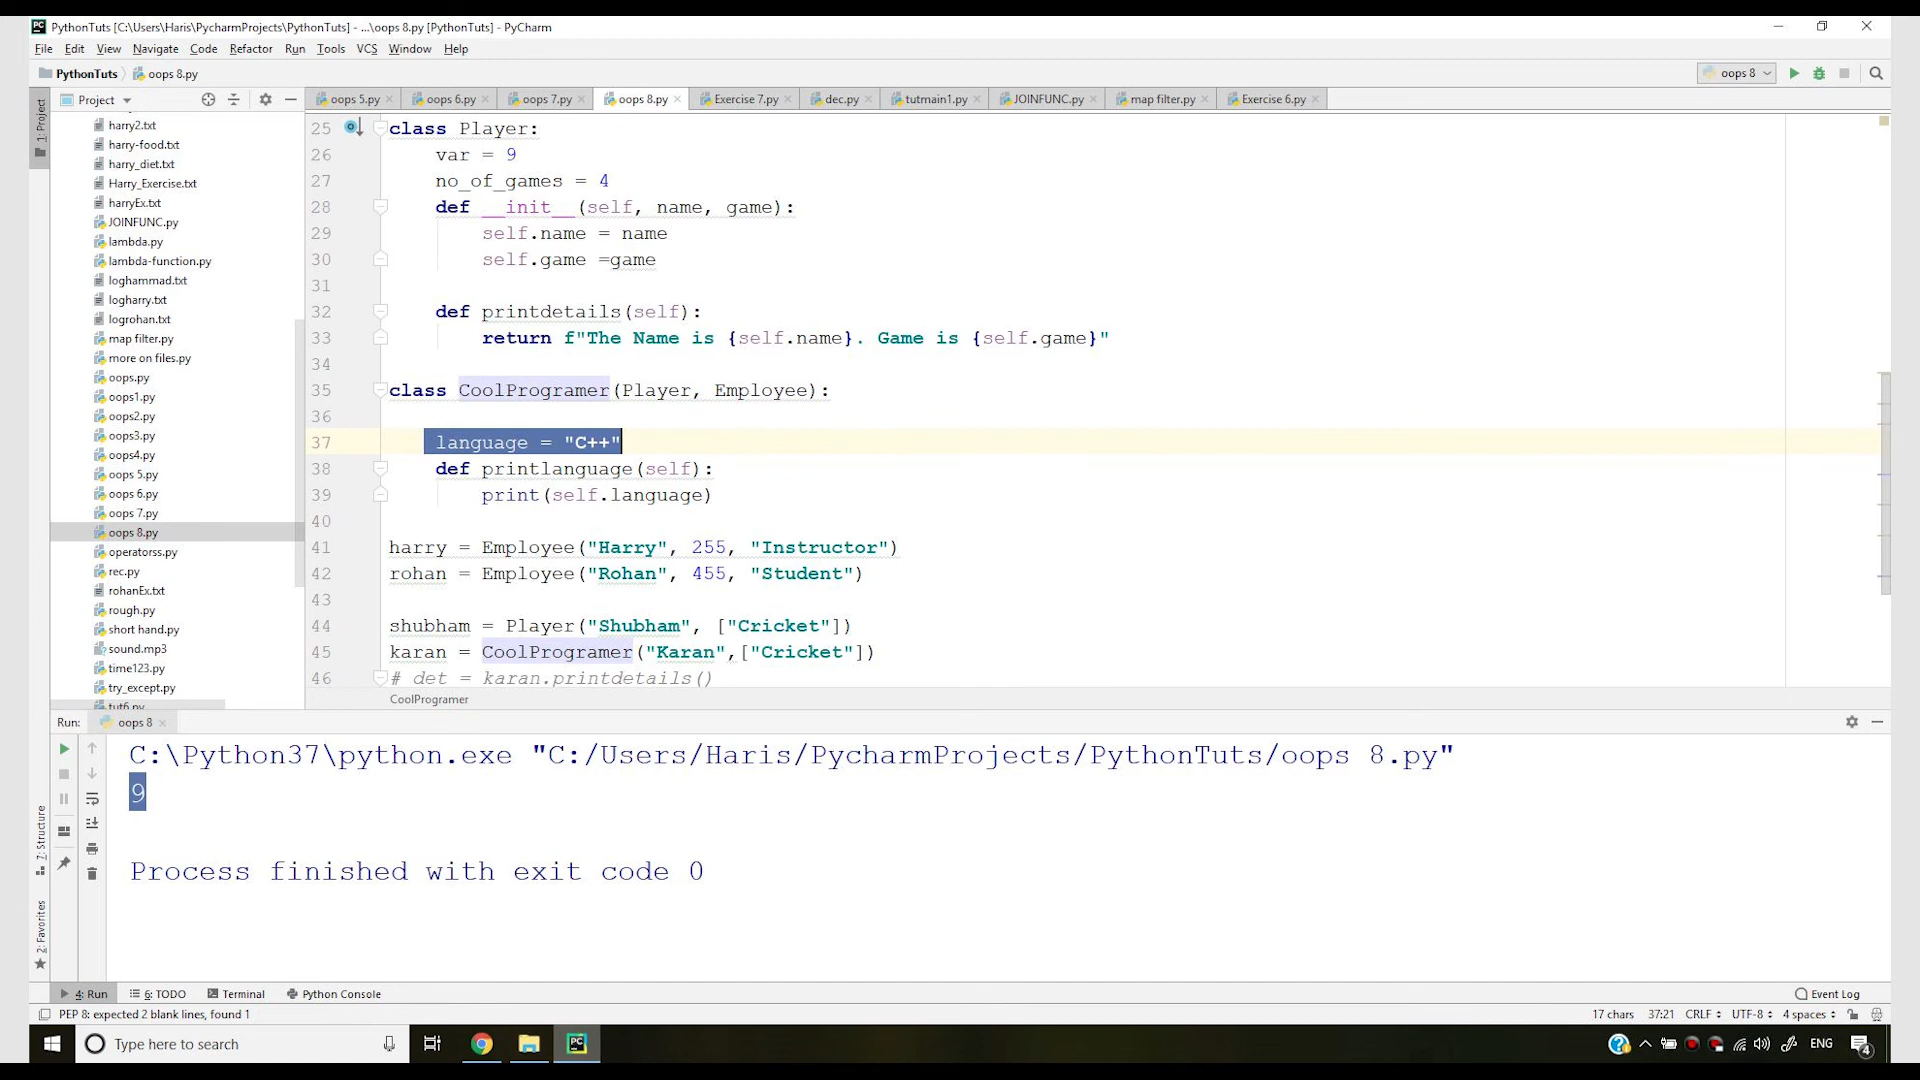 PythonTuts [C:\Users\Haris\PycharmProjects\PythonTuts] - ...\oops 8.py [PythonTuts] - PyCharm
File Edit View Navigate Code Refactor Run Tools VCS Window Help
PythonTuts oops 8.py oops 8
Project oops 5.py oops 6.py oops 7.py oops 8.py Exercise 7.py dec.py tutmain1.py JOINFUNC.py map filter.py Exercise 6.py
1: Project
harry2.txt
harry-food.txt
harry_diet.txt
Harry_Exercise.txt
harryEx.txt
JOINFUNC.py
lambda.py
lambda-function.py
loghammad.txt
logharry.txt
logrohan.txt
map filter.py
more on files.py
oops.py
oops1.py
oops2.py
oops3.py
oops4.py
oops 5.py
oops 6.py
oops 7.py
oops 8.py
operatorss.py
rec.py
rohanEx.txt
rough.py
short hand.py
sound.mp3
time123.py
try_except.py
tut6.py
25 class Player:
26 var = 9
27 no_of_games = 4
28 def __init__(self, name, game):
29 self.name = name
30 self.game =game
31
32 def printdetails(self):
33 return f"The Name is {self.name}. Game is {self.game}"
34
35 class CoolProgramer(Player, Employee):
36
37 language = "C++"
38 def printlanguage(self):
39 print(self.language)
40
41 harry = Employee("Harry", 255, "Instructor")
42 rohan = Employee("Rohan", 455, "Student")
43
44 shubham = Player("Shubham", ["Cricket"])
45 karan = CoolProgramer("Karan",["Cricket"])
46 # det = karan.printdetails()
CoolProgramer
Run: oops 8
C:\Python37\python.exe "C:/Users/Haris/PycharmProjects/PythonTuts/oops 8.py"
9
Process finished with exit code 0
7: Structure
2: Favorites
4: Run 6: TODO Terminal Python Console Event Log
PEP 8: expected 2 blank lines, found 1 17 chars 37:21 CRLF UTF-8 4 spaces
Type here to search ENG 4